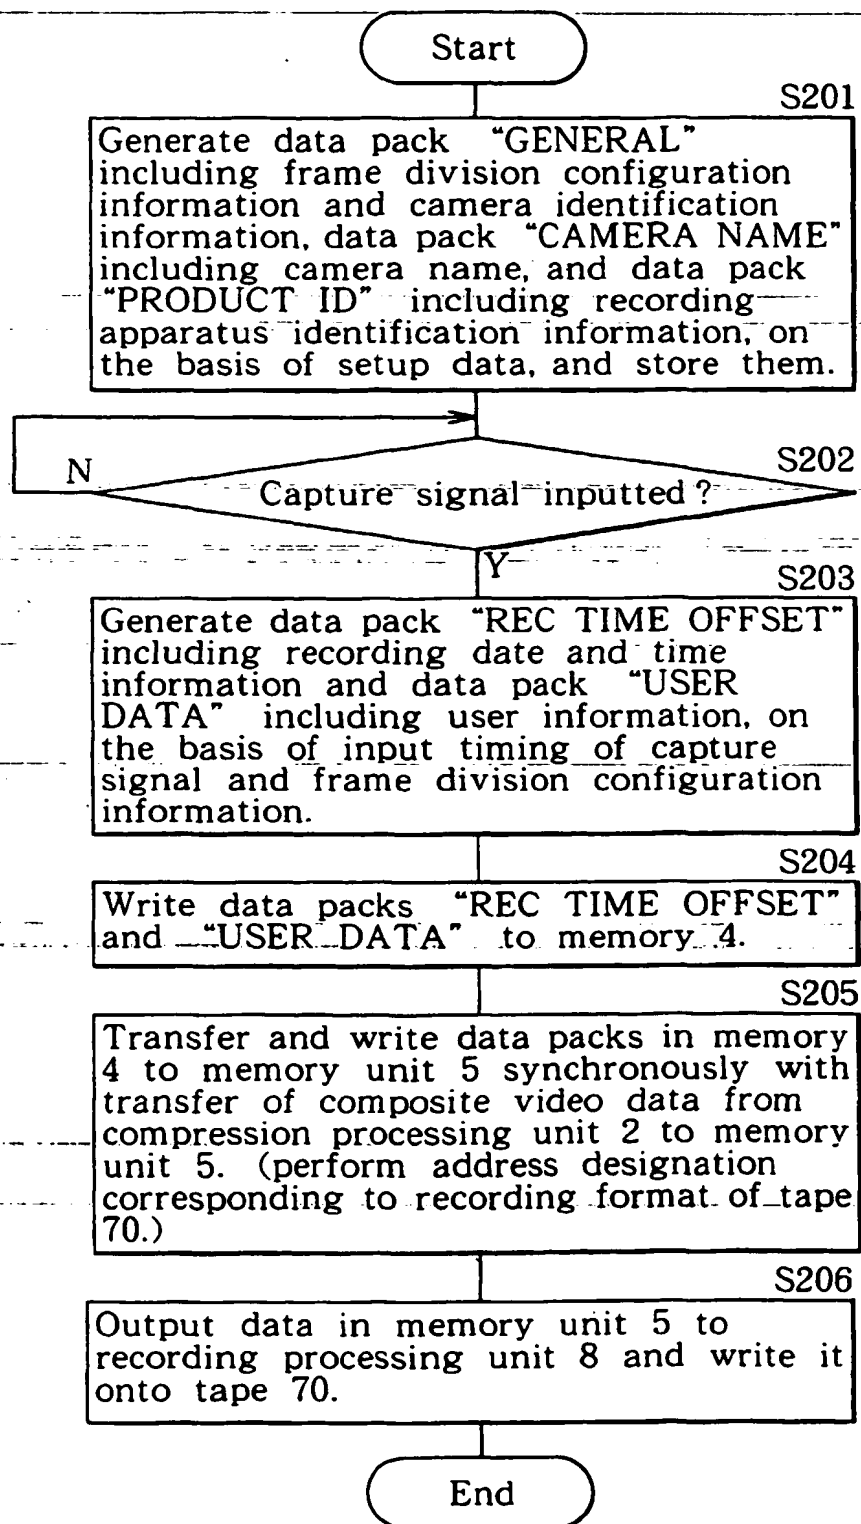 Start
S201
Generate data pack "GENERAL"
including frame division configuration
information and camera identification
information, data pack "CAMERA NAME"
including camera name, and data pack
"PRODUCT ID" including recording
apparatus identification information, on
the basis of setup data, and store them.
S202
N
Capture signal inputted ?
Y
S203
Generate data pack "REC TIME OFFSET"
including recording date and time
information and data pack "USER
DATA" including user information, on
the basis of input timing of capture
signal and frame division configuration
information.
S204
Write data packs "REC TIME OFFSET"
and "USER DATA" to memory 4.
S205
Transfer and write data packs in memory
4 to memory unit 5 synchronously with
transfer of composite video data from
compression processing unit 2 to memory
unit 5. (perform address designation
corresponding to recording format of tape
70.)
S206
Output data in memory unit 5 to
recording processing unit 8 and write it
onto tape 70.
End